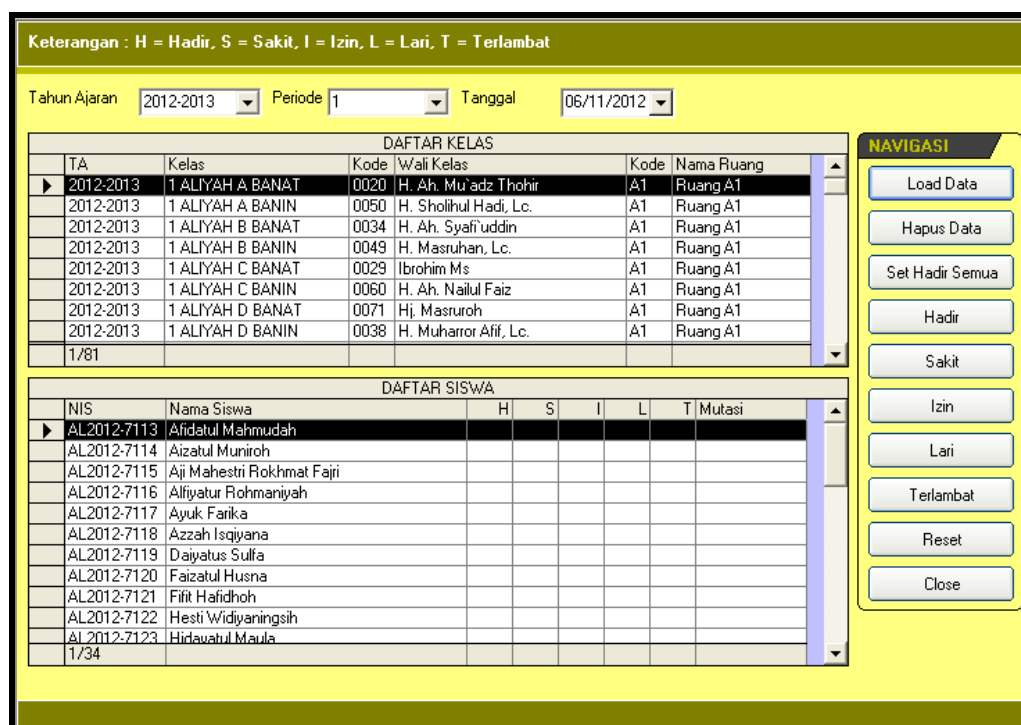 Keterangan : H = Hadir, S = Sakit, I = Izin, L = Lari, T = Terlambat
Tahun Ajaran 2012-2013 Periode 1 Tanggal 06/11/2012
DAFTAR KELAS
TA Kelas Kode Wali Kelas Kode Nama Ruang
2012-2013 1 ALIYAH A BANAT 0020 H. Ah. Mu`adz Thohir A1 Ruang A1
2012-2013 1 ALIYAH A BANIN 0050 H. Sholihul Hadi, Lc. A1 Ruang A1
2012-2013 1 ALIYAH B BANAT 0034 H. Ah. Syafi`uddin A1 Ruang A1
2012-2013 1 ALIYAH B BANIN 0049 H. Masruhan, Lc. A1 Ruang A1
2012-2013 1 ALIYAH C BANAT 0029 Ibrohim Ms A1 Ruang A1
2012-2013 1 ALIYAH C BANIN 0060 H. Ah. Nailul Faiz A1 Ruang A1
2012-2013 1 ALIYAH D BANAT 0071 Hj. Masruroh A1 Ruang A1
2012-2013 1 ALIYAH D BANIN 0038 H. Muharror Afif, Lc. A1 Ruang A1
1/81
DAFTAR SISWA
NIS Nama Siswa H S I L T Mutasi
AL2012-7113 Afidatul Mahmudah
AL2012-7114 Aizatul Muniroh
AL2012-7115 Aji Mahestri Rokhmat Fajri
AL2012-7116 Alfiyatur Rohmaniyah
AL2012-7117 Ayuk Farika
AL2012-7118 Azzah Isqiyana
AL2012-7119 Daiyatus Sulfa
AL2012-7120 Faizatul Husna
AL2012-7121 Fifit Hafidhoh
AL2012-7122 Hesti Widiyaningsih
AL2012-7123 Hidayatul Maula
1/34
NAVIGASI
Load Data
Hapus Data
Set Hadir Semua
Hadir
Sakit
Izin
Lari
Terlambat
Reset
Close